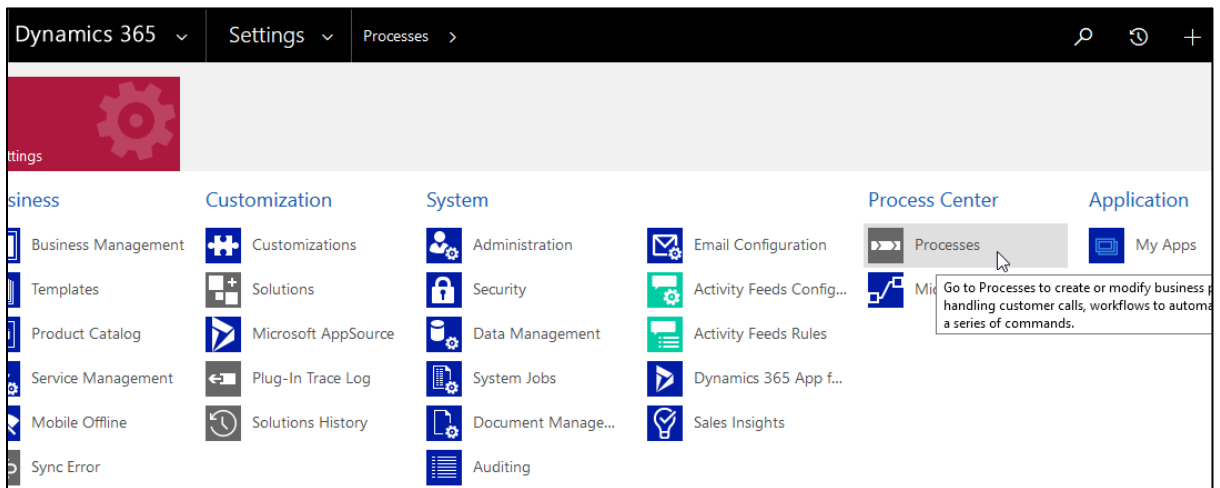 Dynamics 365
Settings
Processes
ttings
siness
Business Management
Templates
Product Catalog
Service Management
Mobile Offline
Sync Error
Customization
Customizations
Solutions
Microsoft AppSource
Plug-In Trace Log
Solutions History
System
Administration
Security
Data Management
System Jobs
Document Manage...
Auditing
Email Configuration
Activity Feeds Config...
Activity Feeds Rules
Dynamics 365 App f...
Sales Insights
Process Center
Processes
Mic
Go to Processes to create or modify business p
handling customer calls, workflows to automa
a series of commands.
Application
My Apps